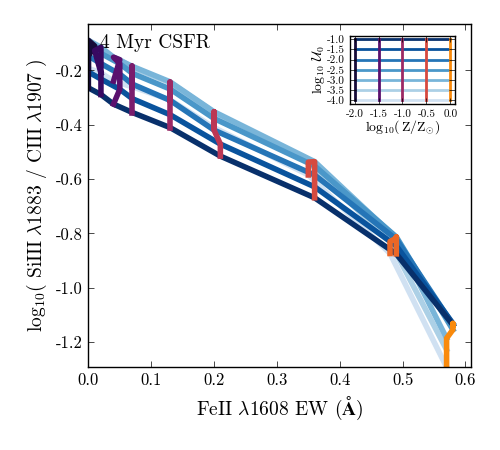 4 Myr CSFR
-0.2
-0.4
-0.6
-0.8
-1.0
-1.2
log10( SiIII λ1883 / CIII λ1907 )
0.0 0.1 0.2 0.3 0.4 0.5 0.6
FeII λ1608 EW (Å)
-1.0
-1.5
-2.0
-2.5
-3.0
-3.5
-4.0
log10 𝒰0
-2.0 -1.5 -1.0 -0.5 0.0
log10( Z/Z⊙)